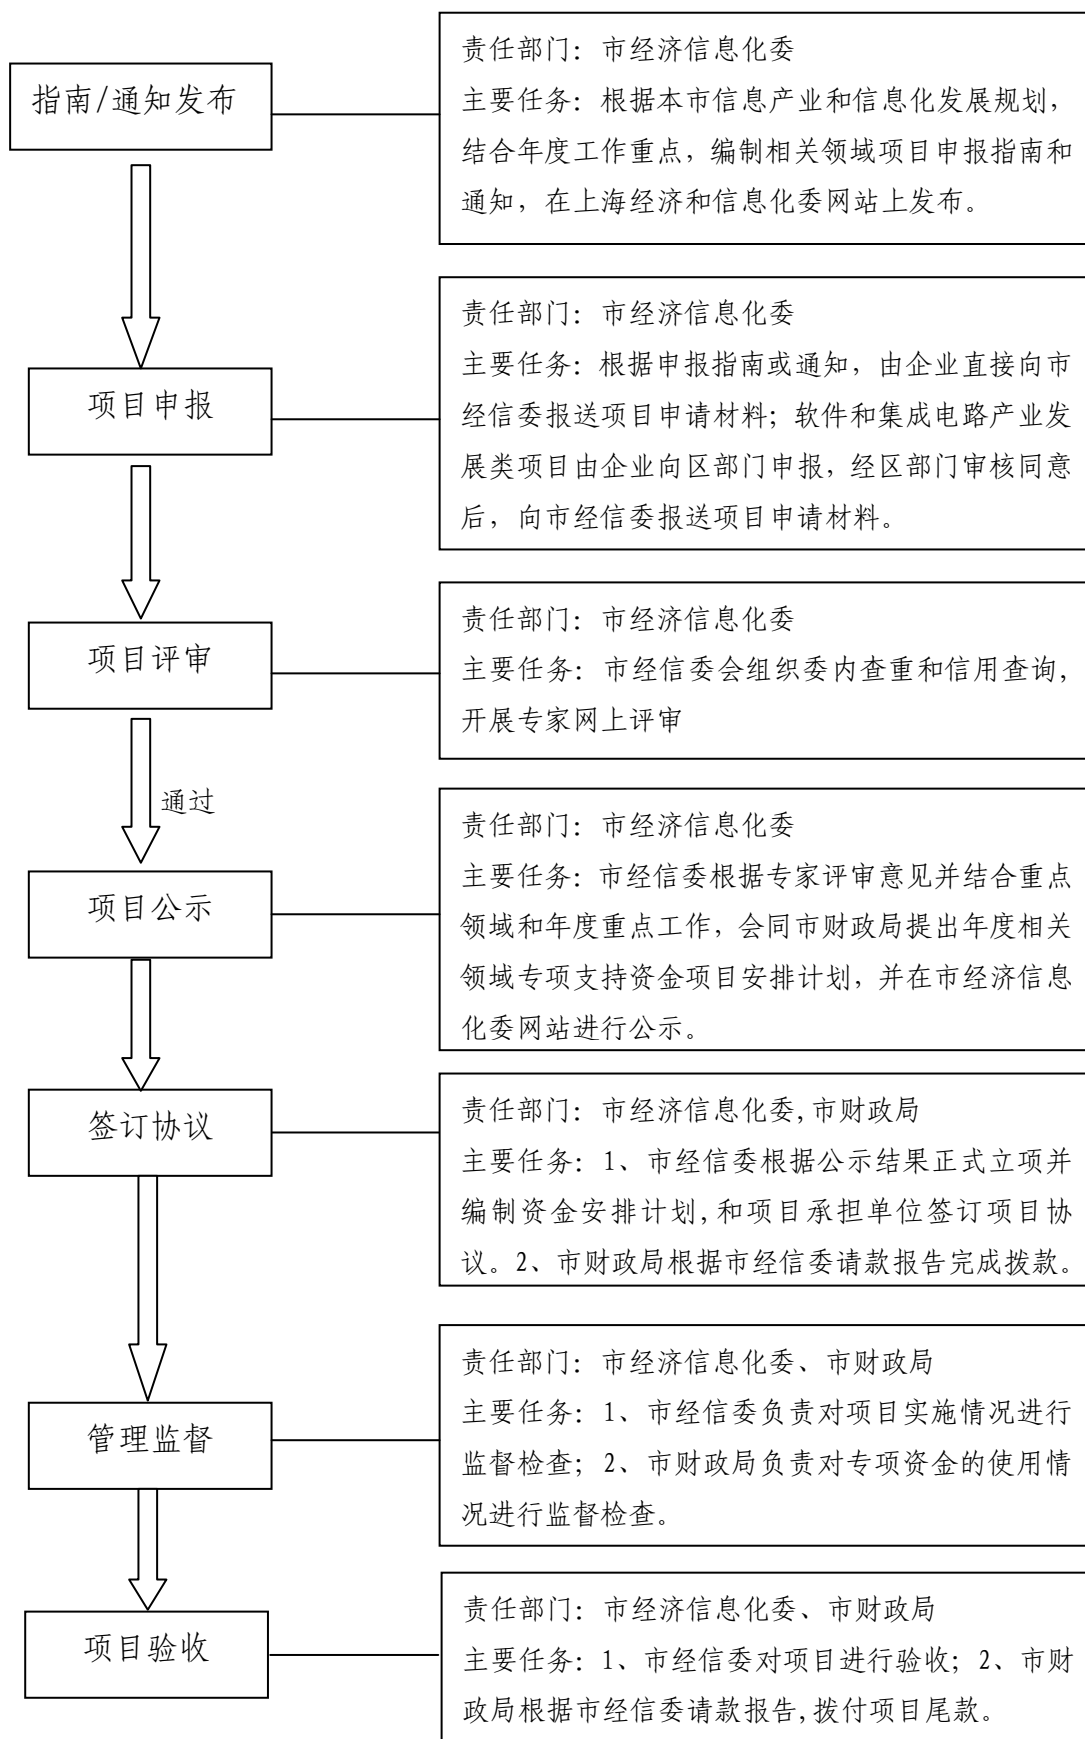 指南/通知发布
责任部门：市经济信息化委
主要任务：根据本市信息产业和信息化发展规划，
结合年度工作重点，编制相关领域项目申报指南和
通知，在上海经济和信息化委网站上发布。
项目申报
责任部门：市经济信息化委
主要任务：根据申报指南或通知，由企业直接向市
经信委报送项目申请材料；软件和集成电路产业发
展类项目由企业向区部门申报，经区部门审核同意
后，向市经信委报送项目申请材料。
项目评审
责任部门：市经济信息化委
主要任务：市经信委会组织委内查重和信用查询，
开展专家网上评审
通过
项目公示
责任部门：市经济信息化委
主要任务：市经信委根据专家评审意见并结合重点
领域和年度重点工作，会同市财政局提出年度相关
领域专项支持资金项目安排计划，并在市经济信息
化委网站进行公示。
签订协议
责任部门：市经济信息化委,市财政局
主要任务：1、市经信委根据公示结果正式立项并
编制资金安排计划,和项目承担单位签订项目协
议。2、市财政局根据市经信委请款报告完成拨款。
管理监督
责任部门：市经济信息化委、市财政局
主要任务：1、市经信委负责对项目实施情况进行
监督检查；2、市财政局负责对专项资金的使用情
况进行监督检查。
项目验收
责任部门：市经济信息化委、市财政局
主要任务：1、市经信委对项目进行验收；2、市财
政局根据市经信委请款报告,拨付项目尾款。